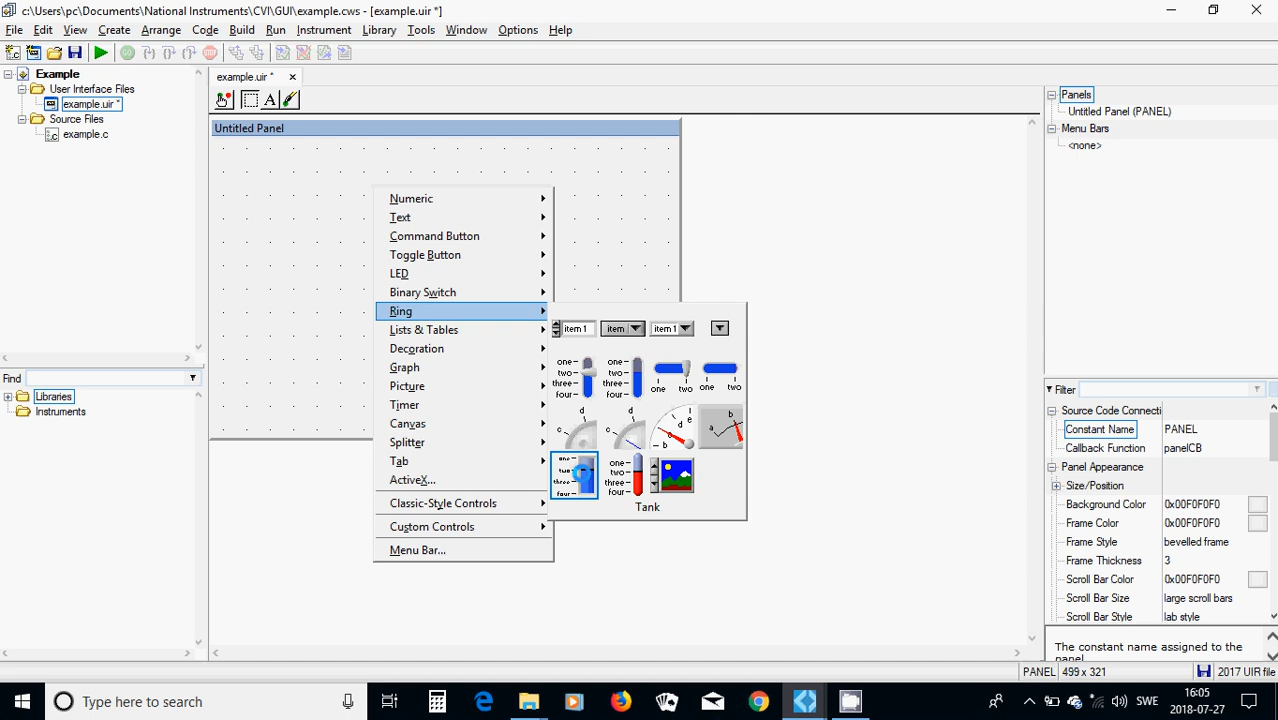 c:\Users\pc\Documents\National Instruments\CVI\GUI\example.cws - [example.uir *]
File Edit View Create Arrange Code Build Run Instrument Library Tools Window Options Help
Example
User Interface Files
example.uir *
Source Files
example.c
example.uir *
Untitled Panel
Numeric
Text
Command Button
Toggle Button
LED
Binary Switch
Ring
Lists & Tables
Decoration
Graph
Picture
Timer
Canvas
Splitter
Tab
ActiveX...
Classic-Style Controls
Custom Controls
Menu Bar...
item 1 item item 1
one two three four
one two three four
one two
one two
c d
c d
b d e
a b
one two three four
one two three four
Tank
Find
Libraries
Instruments
Panels
Untitled Panel (PANEL)
Menu Bars
<none>
Filter
Source Code Connecti
Constant Name PANEL
Callback Function panelCB
Panel Appearance
Size/Position
Background Color 0x00F0F0F0
Frame Color 0x00F0F0F0
Frame Style bevelled frame
Frame Thickness 3
Scroll Bar Color 0x00F0F0F0
Scroll Bar Size large scroll bars
Scroll Bar Style lab style
The constant name assigned to the
panel
PANEL 499 x 321 2017 UIR file
Type here to search
SWE
16:05
2018-07-27